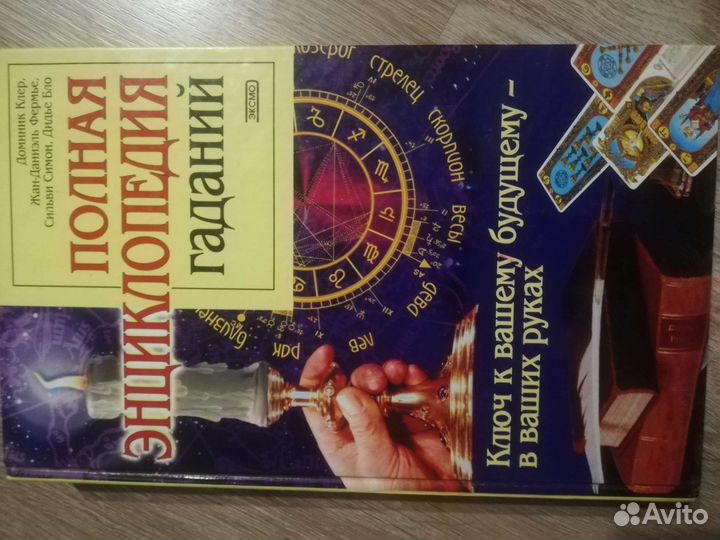 Доминик Клер,
Жан-Даниэль Фермье,
Сильви Симон, Дидье Бло
ПОЛНАЯ
ЭНЦИКЛОПЕДИЯ
ГАДАНИЙ
ЭКСМО
козерог
стрелец
скорпион
весы
дева
лев
рак
близне
Ключ к вашему будущему –
в ваших руках
Avito